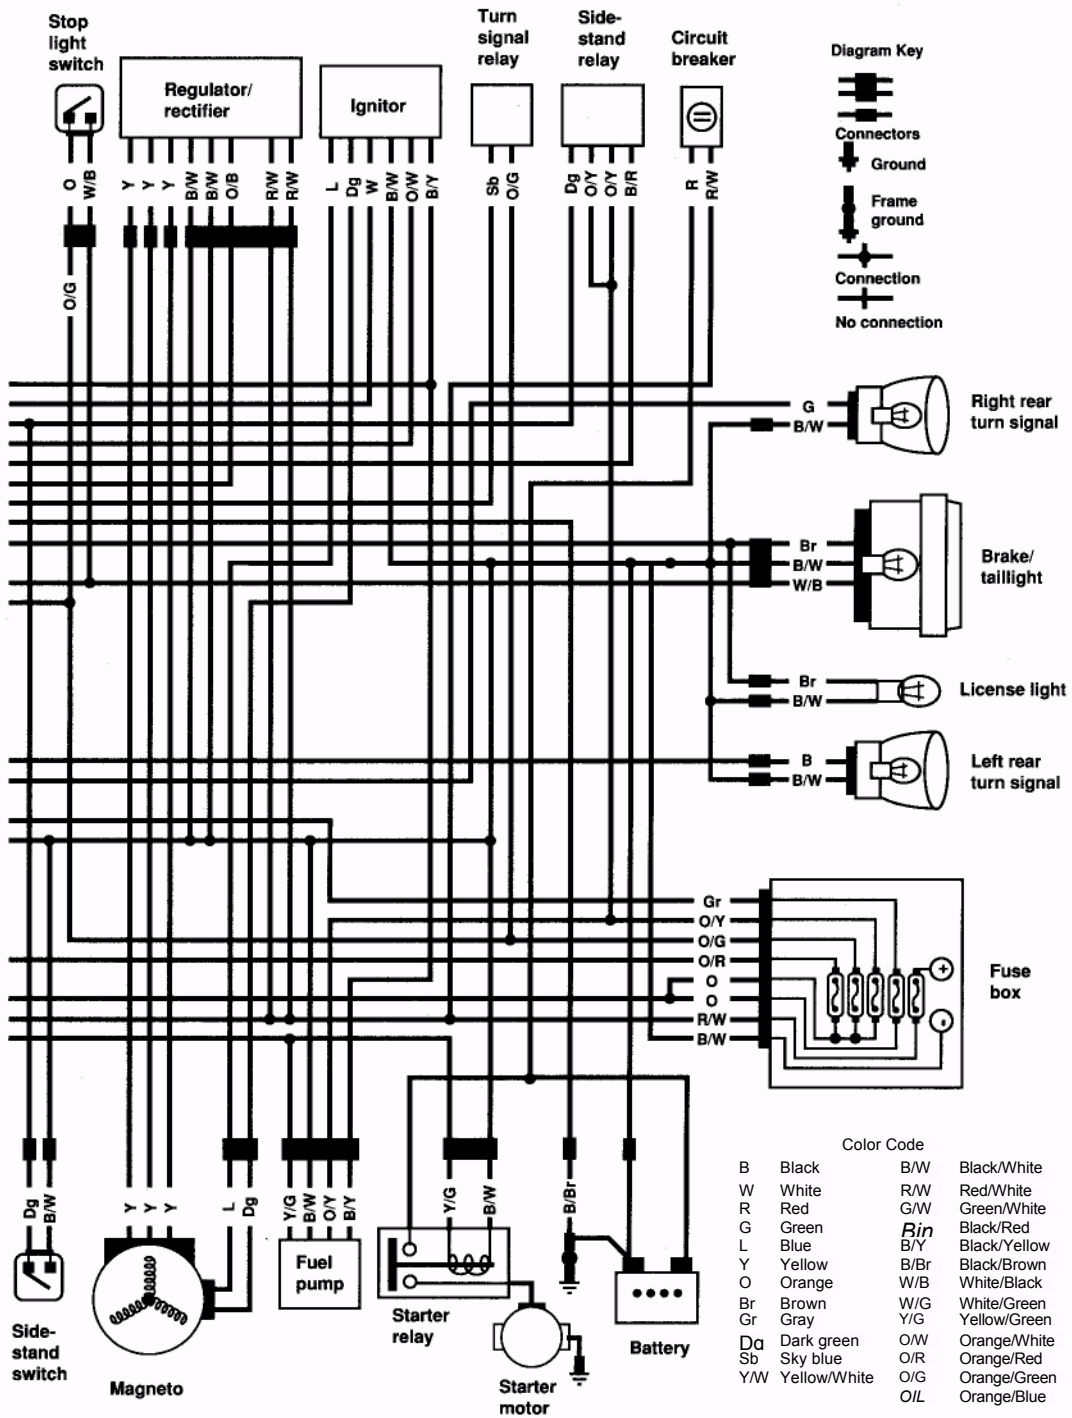 Stop
light
switch
Regulator/
rectifier
Ignitor
Turn
signal
relay
Side-
stand
relay
Circuit
breaker
Diagram Key
Connectors
Ground
Frame
ground
Connection
No connection
O
W/B
Y
Y
Y
B/W
B/W
O/B
R/W
R/W
L
Dg
W
B/W
O/W
B/Y
Sb
O/G
Dg
O/Y
O/Y
B/R
R
R/W
O/G
G
B/W
Right rear
turn signal
Br
B/W
W/B
Brake/
taillight
Br
B/W
License light
B
B/W
Left rear
turn signal
Gr
O/Y
O/G
O/R
O
O
R/W
B/W
+
-
Fuse
box
Dg
B/W
Y
Y
Y
L
Dg
Y/G
B/W
O/Y
B/Y
Y/G
B/W
B/Br
Side-
stand
switch
Magneto
Fuel
pump
Starter
relay
Starter
motor
Battery
Color Code
B Black B/W Black/White
W White R/W Red/White
R Red G/W Green/White
G Green Bin Black/Red
L Blue B/Y Black/Yellow
Y Yellow B/Br Black/Brown
O Orange W/B White/Black
Br Brown W/G White/Green
Gr Gray Y/G Yellow/Green
Dg Dark green O/W Orange/White
Sb Sky blue O/R Orange/Red
Y/W Yellow/White O/G Orange/Green
OIL Orange/Blue